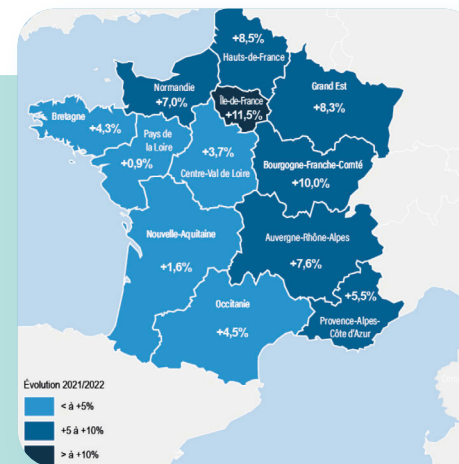 +8,5%
Hauts-de-France
Normandie
+7,0%
Île-de-France
+11,5%
Grand Est
+8,3%
Bretagne
+4,3%
Pays de
la Loire
+0,9%
+3,7%
Centre-Val de Loire
Bourgogne-Franche-Comté
+10,0%
Nouvelle-Aquitaine
+1,6%
Auvergne-Rhône-Alpes
+7,6%
Occitanie
+4,5%
+5,5%
Provence-Alpes-
Côte d'Azur
Évolution 2021/2022
< à +5%
+5 à +10%
> à +10%